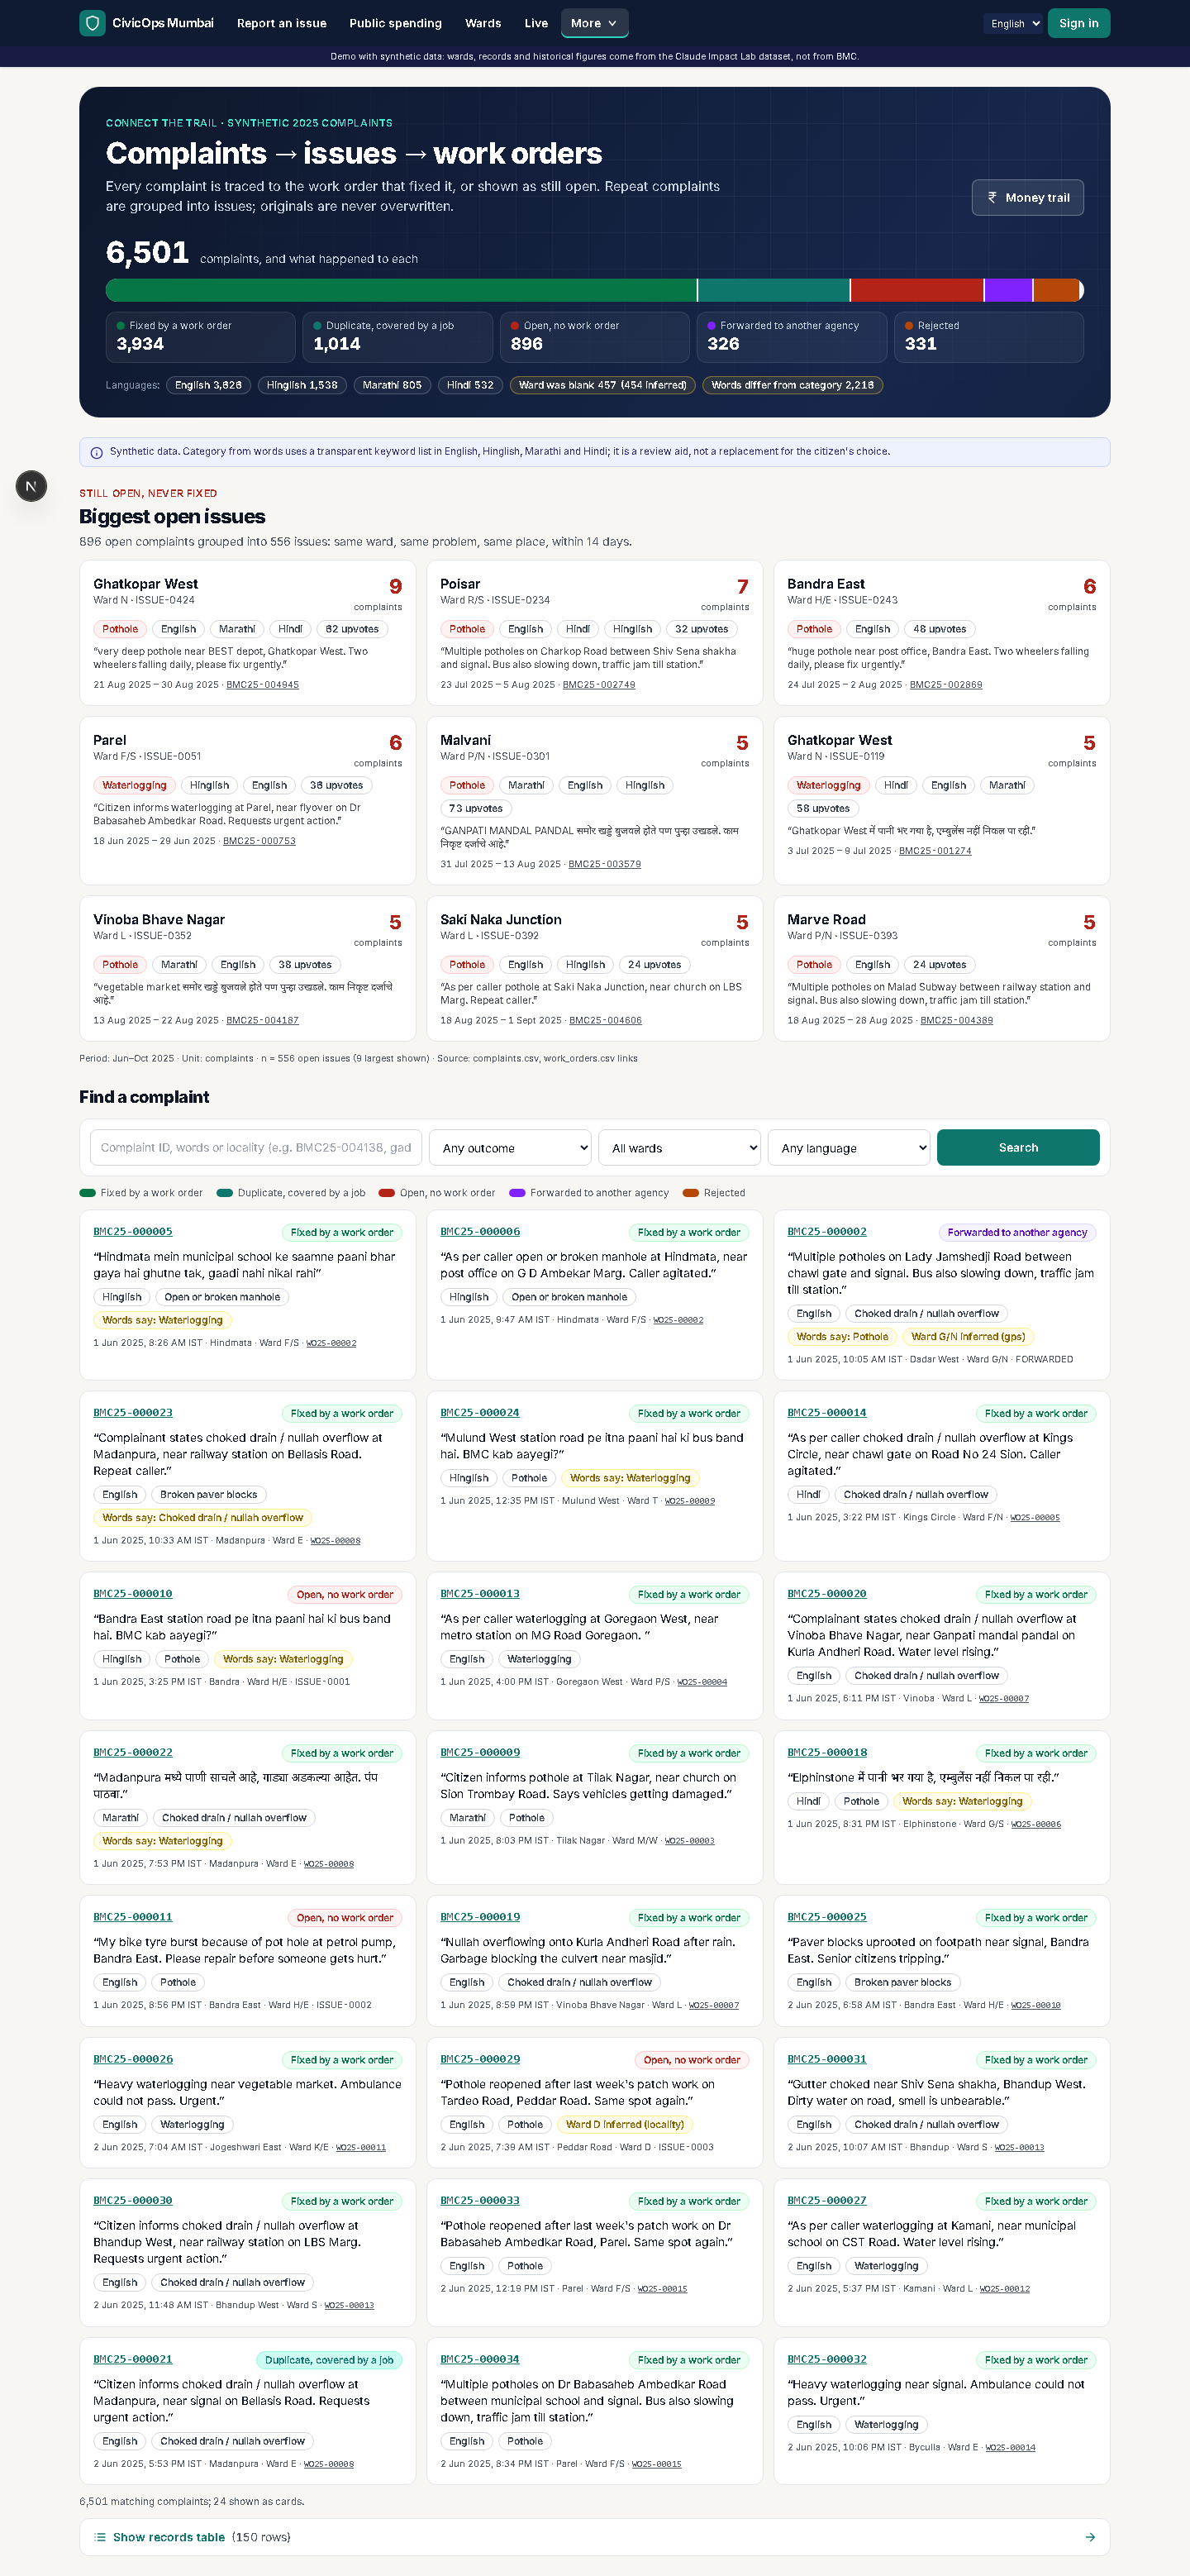 CivicOps Mumbai Report an issue Public spending Wards Live More English Sign in
Demo with synthetic data: wards, records and historical figures come from the Claude Impact Lab dataset, not from BMC.
CONNECT THE TRAIL · SYNTHETIC 2025 COMPLAINTS
Complaints → issues → work orders
Every complaint is traced to the work order that fixed it, or shown as still open. Repeat complaints
are grouped into issues; originals are never overwritten.
₹ Money trail
6,501 complaints, and what happened to each
Fixed by a work order
3,934
Duplicate, covered by a job
1,014
Open, no work order
896
Forwarded to another agency
326
Rejected
331
Languages: English 3,626 Hinglish 1,538 Marathi 805 Hindi 532 Ward was blank 457 (454 inferred) Words differ from category 2,216
Synthetic data. Category from words uses a transparent keyword list in English, Hinglish, Marathi and Hindi; it is a review aid, not a replacement for the citizen's choice.
N
STILL OPEN, NEVER FIXED
Biggest open issues
896 open complaints grouped into 556 issues: same ward, same problem, same place, within 14 days.
Ghatkopar West 9
Ward N · ISSUE-0424 complaints
Pothole English Marathi Hindi 62 upvotes
“very deep pothole near BEST depot, Ghatkopar West. Two
wheelers falling daily, please fix urgently.”
21 Aug 2025 – 30 Aug 2025 · BMC25-004945
Poisar 7
Ward R/S · ISSUE-0234 complaints
Pothole English Hindi Hinglish 32 upvotes
“Multiple potholes on Charkop Road between Shiv Sena shakha
and signal. Bus also slowing down, traffic jam till station.”
23 Jul 2025 – 5 Aug 2025 · BMC25-002749
Bandra East 6
Ward H/E · ISSUE-0243 complaints
Pothole English 48 upvotes
“huge pothole near post office, Bandra East. Two wheelers falling
daily, please fix urgently.”
24 Jul 2025 – 2 Aug 2025 · BMC25-002869
Parel 6
Ward F/S · ISSUE-0051 complaints
Waterlogging Hinglish English 36 upvotes
“Citizen informs waterlogging at Parel, near flyover on Dr
Babasaheb Ambedkar Road. Requests urgent action.”
18 Jun 2025 – 29 Jun 2025 · BMC25-000753
Malvani 5
Ward P/N · ISSUE-0301 complaints
Pothole Marathi English Hinglish
73 upvotes
“GANPATI MANDAL PANDAL समोर खड्डे बुजवले होते पण पुन्हा उखडले. काम
निकृष्ट दर्जाचे आहे.”
31 Jul 2025 – 13 Aug 2025 · BMC25-003579
Ghatkopar West 5
Ward N · ISSUE-0119 complaints
Waterlogging Hindi English Marathi
58 upvotes
“Ghatkopar West में पानी भर गया है, एम्बुलेंस नहीं निकल पा रही.”
3 Jul 2025 – 9 Jul 2025 · BMC25-001274
Vinoba Bhave Nagar 5
Ward L · ISSUE-0352 complaints
Pothole Marathi English 38 upvotes
“vegetable market समोर खड्डे बुजवले होते पण पुन्हा उखडले. काम निकृष्ट दर्जाचे
आहे.”
13 Aug 2025 – 22 Aug 2025 · BMC25-004187
Saki Naka Junction 5
Ward L · ISSUE-0392 complaints
Pothole English Hinglish 24 upvotes
“As per caller pothole at Saki Naka Junction, near church on LBS
Marg. Repeat caller.”
18 Aug 2025 – 1 Sept 2025 · BMC25-004606
Marve Road 5
Ward P/N · ISSUE-0393 complaints
Pothole English 24 upvotes
“Multiple potholes on Malad Subway between railway station and
signal. Bus also slowing down, traffic jam till station.”
18 Aug 2025 – 28 Aug 2025 · BMC25-004389
Period: Jun–Oct 2025 · Unit: complaints · n = 556 open issues (9 largest shown) · Source: complaints.csv, work_orders.csv links
Find a complaint
Complaint ID, words or locality (e.g. BMC25-004138, gad Any outcome All wards Any language Search
Fixed by a work order Duplicate, covered by a job Open, no work order Forwarded to another agency Rejected
BMC25-000005 Fixed by a work order
“Hindmata mein municipal school ke saamne paani bhar
gaya hai ghutne tak, gaadi nahi nikal rahi”
Hinglish Open or broken manhole
Words say: Waterlogging
1 Jun 2025, 8:26 AM IST · Hindmata · Ward F/S · WO25-00002
BMC25-000006 Fixed by a work order
“As per caller open or broken manhole at Hindmata, near
post office on G D Ambekar Marg. Caller agitated.”
Hinglish Open or broken manhole
1 Jun 2025, 9:47 AM IST · Hindmata · Ward F/S · WO25-00002
BMC25-000002 Forwarded to another agency
“Multiple potholes on Lady Jamshedji Road between
chawl gate and signal. Bus also slowing down, traffic jam
till station.”
English Choked drain / nullah overflow
Words say: Pothole Ward G/N inferred (gps)
1 Jun 2025, 10:05 AM IST · Dadar West · Ward G/N · FORWARDED
BMC25-000023 Fixed by a work order
“Complainant states choked drain / nullah overflow at
Madanpura, near railway station on Bellasis Road.
Repeat caller.”
English Broken paver blocks
Words say: Choked drain / nullah overflow
1 Jun 2025, 10:33 AM IST · Madanpura · Ward E · WO25-00008
BMC25-000024 Fixed by a work order
“Mulund West station road pe itna paani hai ki bus band
hai. BMC kab aayegi?”
Hinglish Pothole Words say: Waterlogging
1 Jun 2025, 12:35 PM IST · Mulund West · Ward T · WO25-00009
BMC25-000014 Fixed by a work order
“As per caller choked drain / nullah overflow at Kings
Circle, near chawl gate on Road No 24 Sion. Caller
agitated.”
Hindi Choked drain / nullah overflow
1 Jun 2025, 3:22 PM IST · Kings Circle · Ward F/N · WO25-00005
BMC25-000010 Open, no work order
“Bandra East station road pe itna paani hai ki bus band
hai. BMC kab aayegi?”
Hinglish Pothole Words say: Waterlogging
1 Jun 2025, 3:25 PM IST · Bandra · Ward H/E · ISSUE-0001
BMC25-000013 Fixed by a work order
“As per caller waterlogging at Goregaon West, near
metro station on MG Road Goregaon. “
English Waterlogging
1 Jun 2025, 4:00 PM IST · Goregaon West · Ward P/S · WO25-00004
BMC25-000020 Fixed by a work order
“Complainant states choked drain / nullah overflow at
Vinoba Bhave Nagar, near Ganpati mandal pandal on
Kurla Andheri Road. Water level rising.”
English Choked drain / nullah overflow
1 Jun 2025, 6:11 PM IST · Vinoba · Ward L · WO25-00007
BMC25-000022 Fixed by a work order
“Madanpura मध्ये पाणी साचले आहे, गाड्या अडकल्या आहेत. पंप
पाठवा.”
Marathi Choked drain / nullah overflow
Words say: Waterlogging
1 Jun 2025, 7:53 PM IST · Madanpura · Ward E · WO25-00008
BMC25-000009 Fixed by a work order
“Citizen informs pothole at Tilak Nagar, near church on
Sion Trombay Road. Says vehicles getting damaged.”
Marathi Pothole
1 Jun 2025, 8:03 PM IST · Tilak Nagar · Ward M/W · WO25-00003
BMC25-000018 Fixed by a work order
“Elphinstone में पानी भर गया है, एम्बुलेंस नहीं निकल पा रही.”
Hindi Pothole Words say: Waterlogging
1 Jun 2025, 8:31 PM IST · Elphinstone · Ward G/S · WO25-00006
BMC25-000011 Open, no work order
“My bike tyre burst because of pot hole at petrol pump,
Bandra East. Please repair before someone gets hurt.”
English Pothole
1 Jun 2025, 8:56 PM IST · Bandra East · Ward H/E · ISSUE-0002
BMC25-000019 Fixed by a work order
“Nullah overflowing onto Kurla Andheri Road after rain.
Garbage blocking the culvert near masjid.”
English Choked drain / nullah overflow
1 Jun 2025, 8:59 PM IST · Vinoba Bhave Nagar · Ward L · WO25-00007
BMC25-000025 Fixed by a work order
“Paver blocks uprooted on footpath near signal, Bandra
East. Senior citizens tripping.”
English Broken paver blocks
2 Jun 2025, 6:58 AM IST · Bandra East · Ward H/E · WO25-00010
BMC25-000026 Fixed by a work order
“Heavy waterlogging near vegetable market. Ambulance
could not pass. Urgent.”
English Waterlogging
2 Jun 2025, 7:04 AM IST · Jogeshwari East · Ward K/E · WO25-00011
BMC25-000029 Open, no work order
“Pothole reopened after last week's patch work on
Tardeo Road, Peddar Road. Same spot again.”
English Pothole Ward D inferred (locality)
2 Jun 2025, 7:39 AM IST · Peddar Road · Ward D · ISSUE-0003
BMC25-000031 Fixed by a work order
“Gutter choked near Shiv Sena shakha, Bhandup West.
Dirty water on road, smell is unbearable.”
English Choked drain / nullah overflow
2 Jun 2025, 10:07 AM IST · Bhandup · Ward S · WO25-00013
BMC25-000030 Fixed by a work order
“Citizen informs choked drain / nullah overflow at
Bhandup West, near railway station on LBS Marg.
Requests urgent action.”
English Choked drain / nullah overflow
2 Jun 2025, 11:48 AM IST · Bhandup West · Ward S · WO25-00013
BMC25-000033 Fixed by a work order
“Pothole reopened after last week's patch work on Dr
Babasaheb Ambedkar Road, Parel. Same spot again.”
English Pothole
2 Jun 2025, 12:19 PM IST · Parel · Ward F/S · WO25-00015
BMC25-000027 Fixed by a work order
“As per caller waterlogging at Kamani, near municipal
school on CST Road. Water level rising.”
English Waterlogging
2 Jun 2025, 5:37 PM IST · Kamani · Ward L · WO25-00012
BMC25-000021 Duplicate, covered by a job
“Citizen informs choked drain / nullah overflow at
Madanpura, near signal on Bellasis Road. Requests
urgent action.”
English Choked drain / nullah overflow
2 Jun 2025, 5:53 PM IST · Madanpura · Ward E · WO25-00008
BMC25-000034 Fixed by a work order
“Multiple potholes on Dr Babasaheb Ambedkar Road
between municipal school and signal. Bus also slowing
down, traffic jam till station.”
English Pothole
2 Jun 2025, 8:34 PM IST · Parel · Ward F/S · WO25-00015
BMC25-000032 Fixed by a work order
“Heavy waterlogging near signal. Ambulance could not
pass. Urgent.”
English Waterlogging
2 Jun 2025, 10:06 PM IST · Byculla · Ward E · WO25-00014
6,501 matching complaints; 24 shown as cards.
Show records table (150 rows)